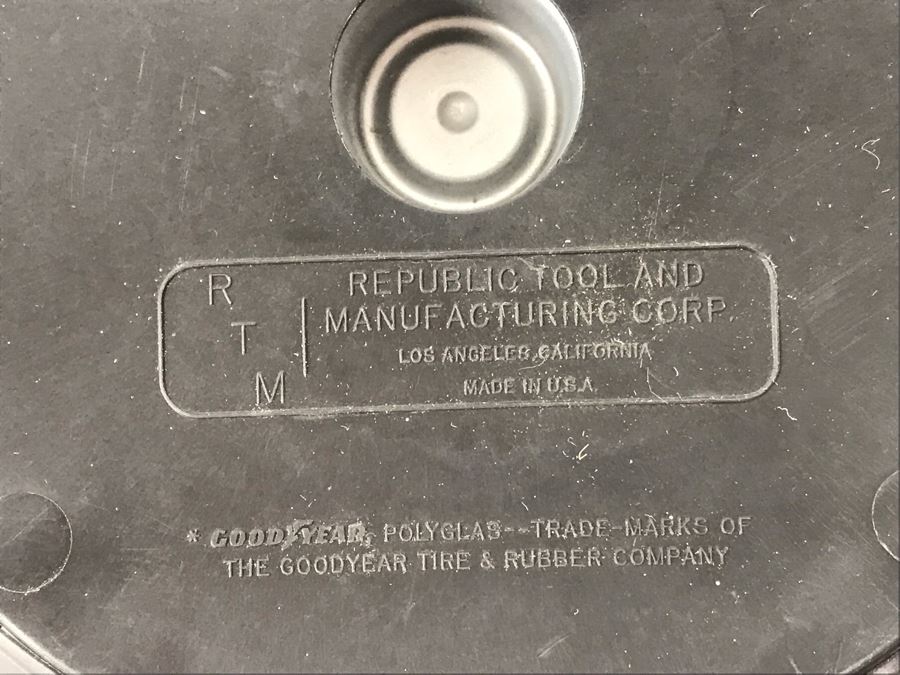 R
T
M
REPUBLIC TOOL AND
MANUFACTURING CORP.
LOS ANGELES, CALIFORNIA
MADE IN U.S.A.
* GOODYEAR, POLYGLAS--TRADE-MARKS OF
THE GOODYEAR TIRE & RUBBER COMPANY